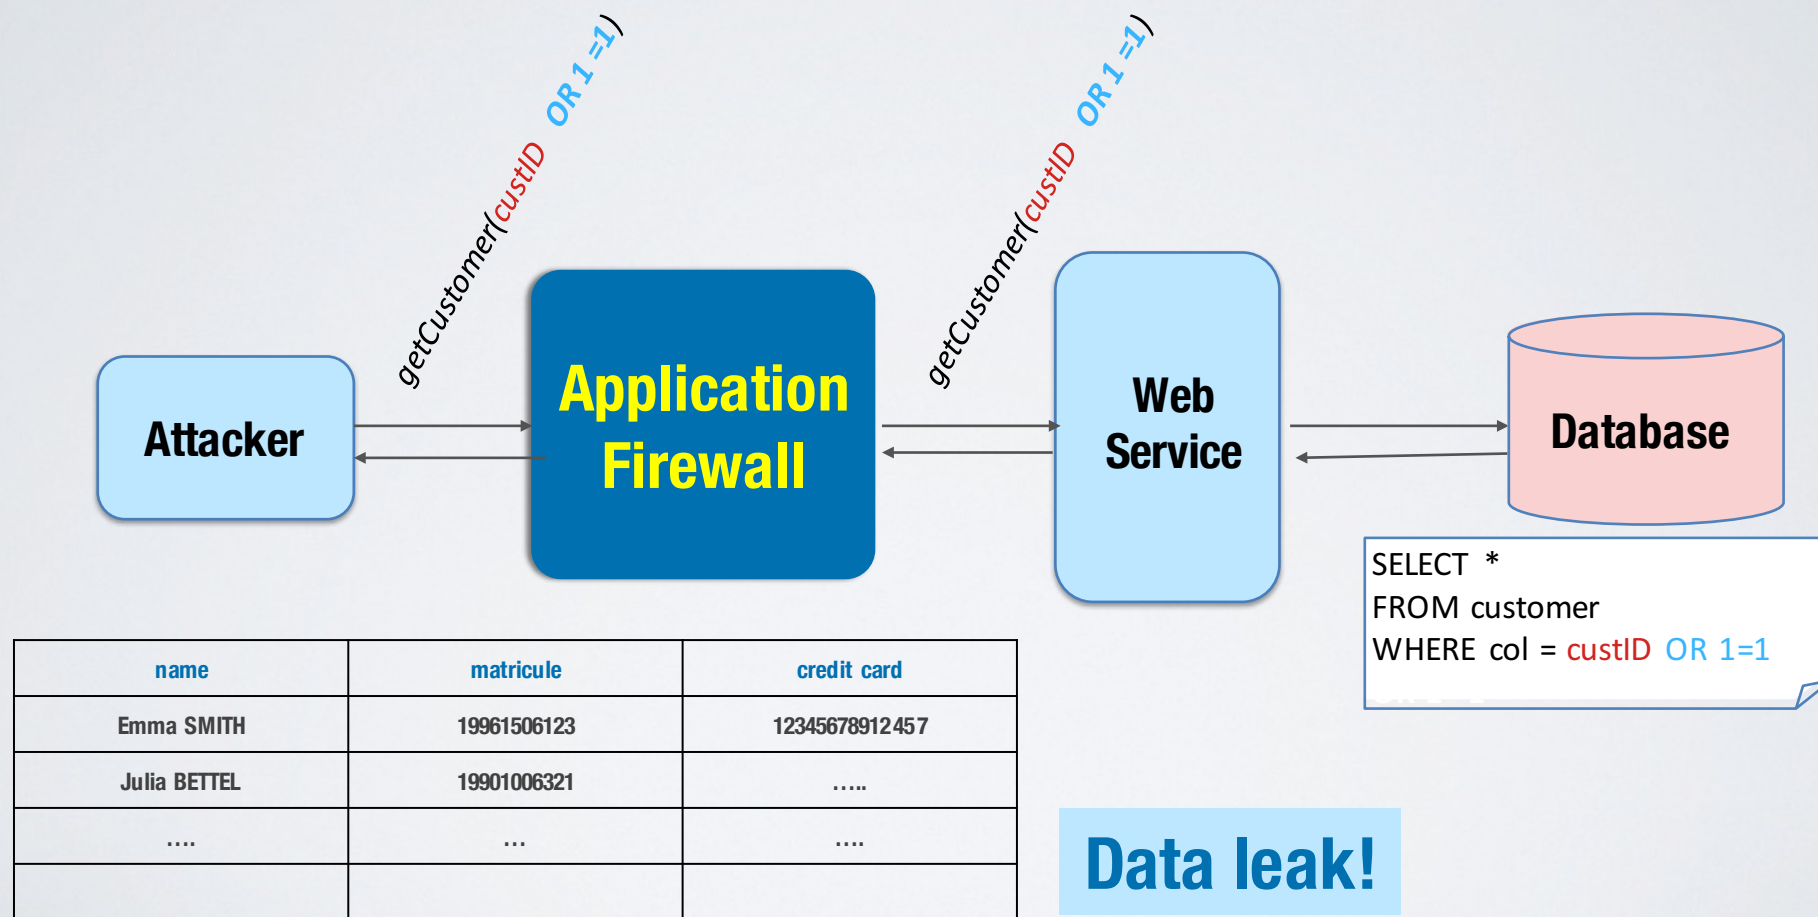 getCustomer(custID OR 1 =1)
getCustomer(custID OR 1 =1)
Attacker
Application
Firewall
Web
Service
Database
SELECT *
FROM customer
WHERE col = custID OR 1=1
name matricule credit card
Emma SMITH 19961506123 12345678912457
Julia BETTEL 19901006321 .....
.... ... ....
Data leak!